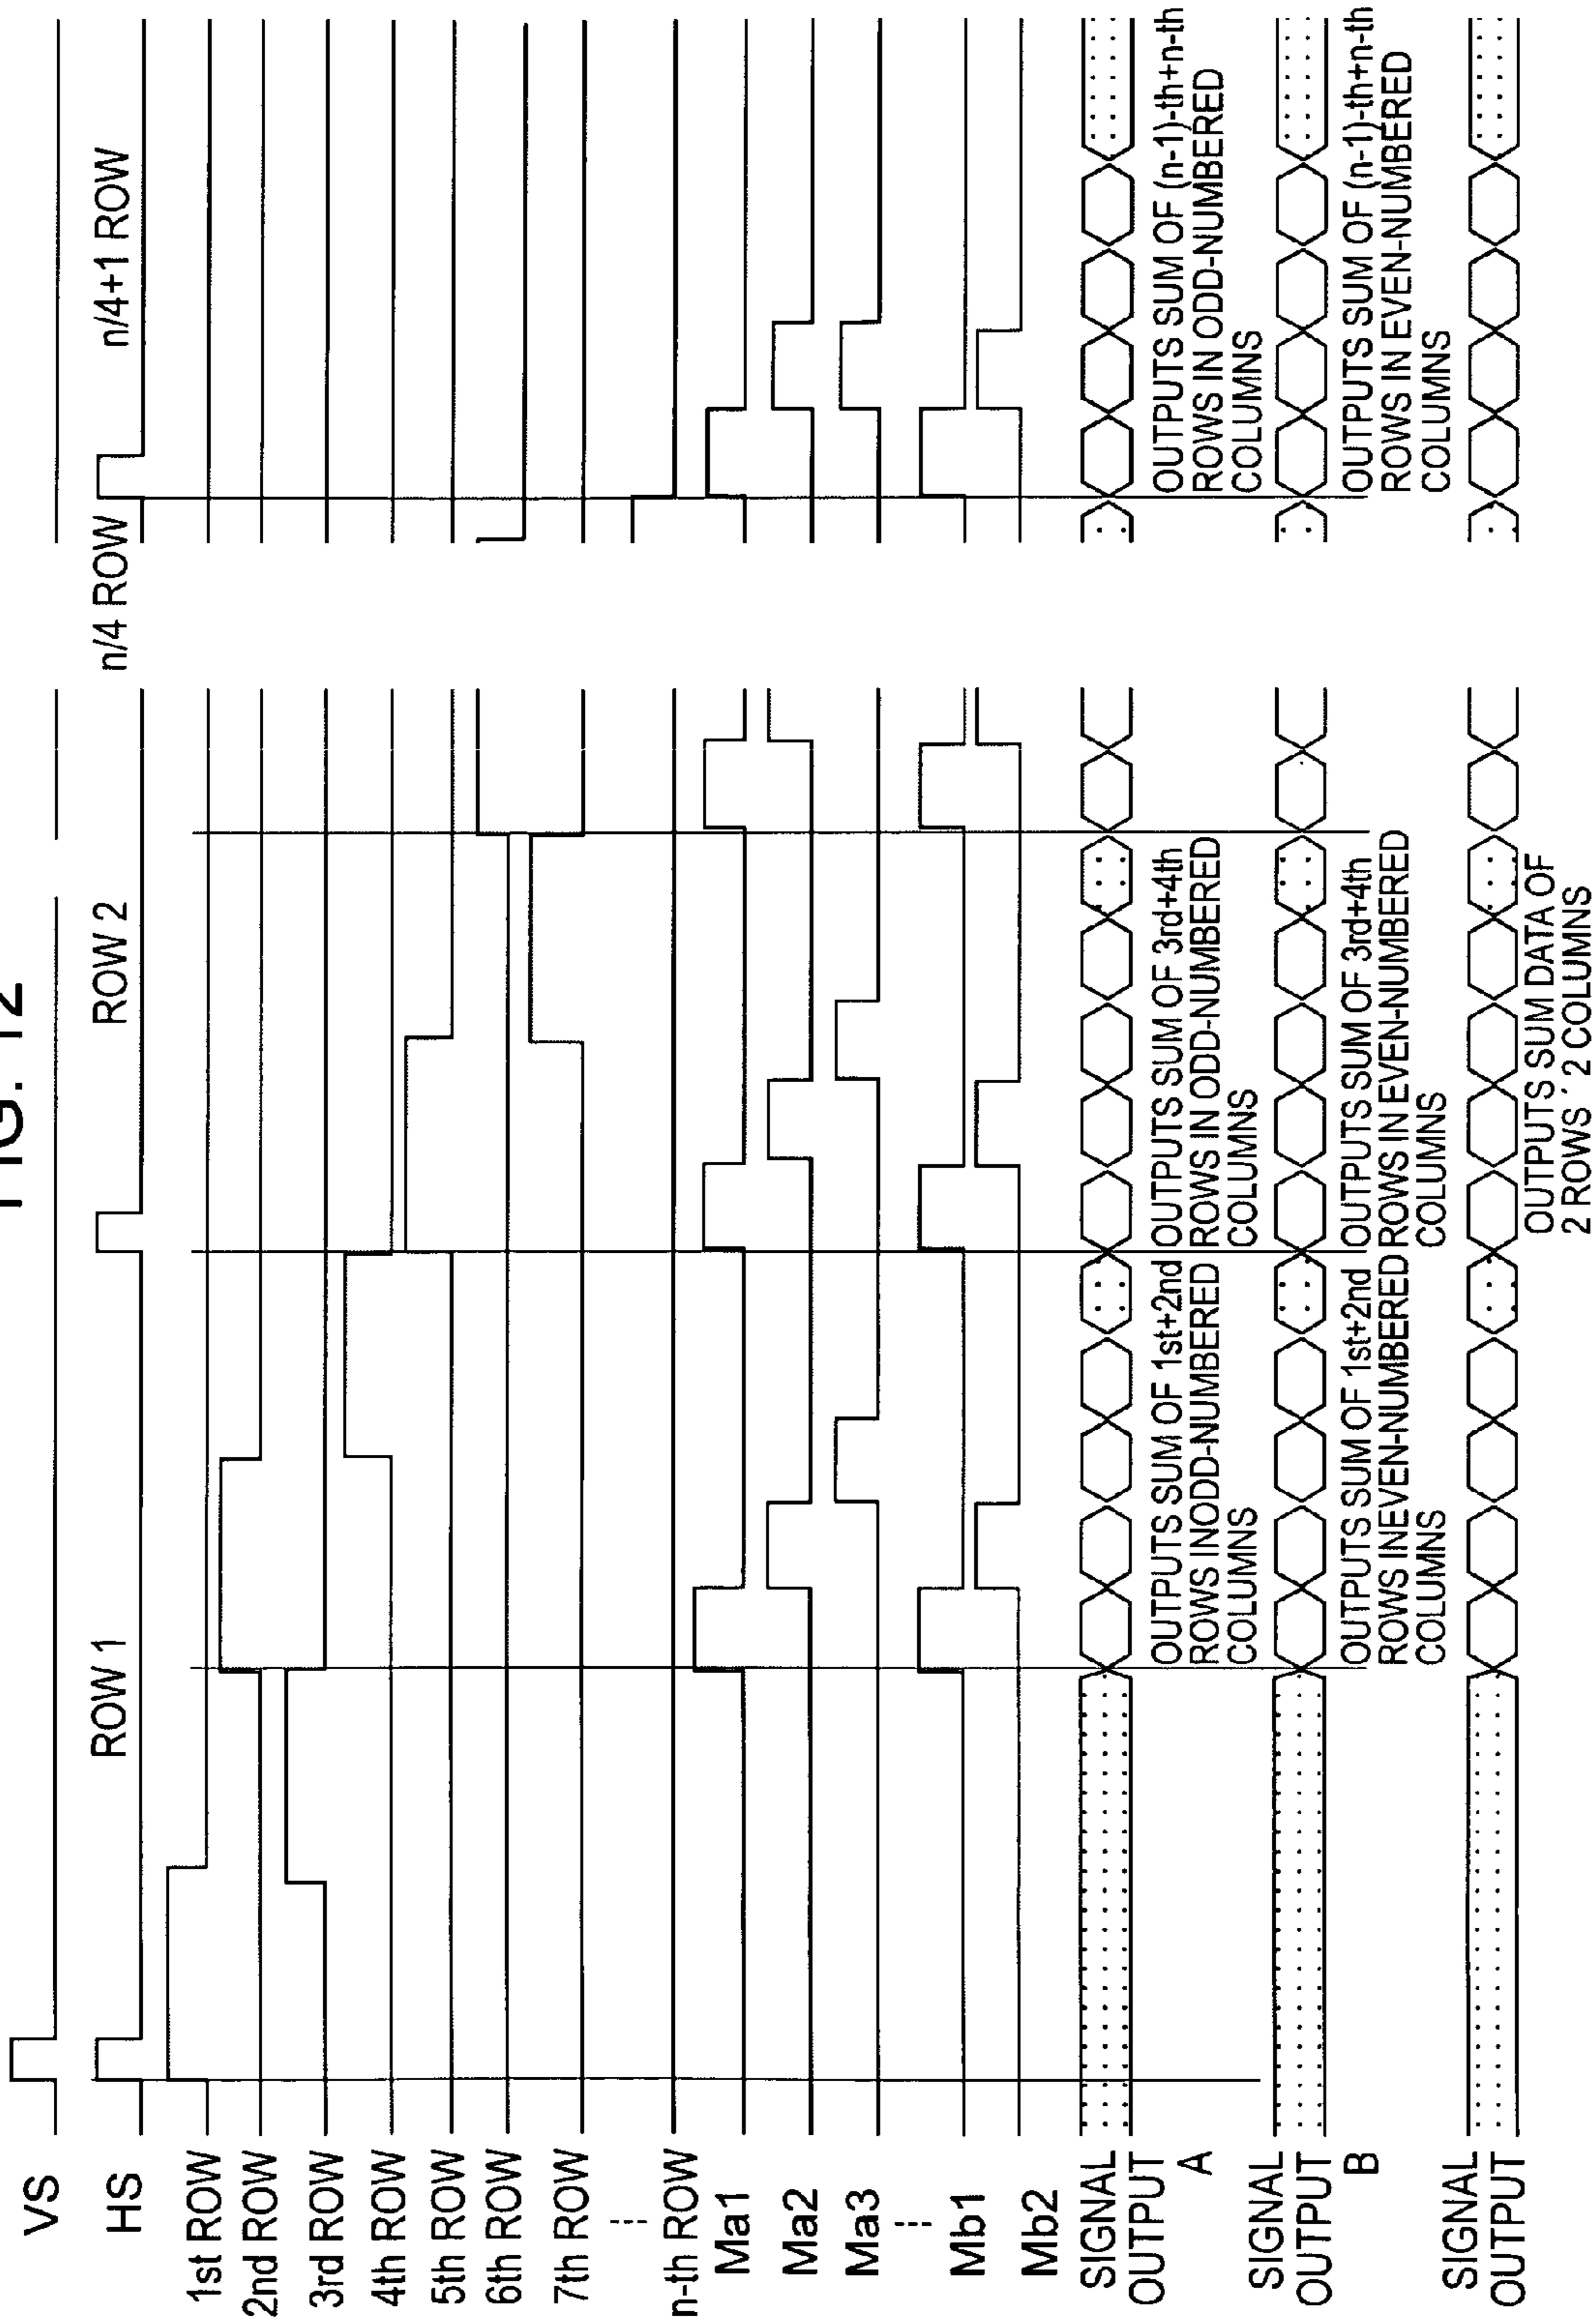 FIG. 12
VS
HS
ROW 1
ROW 2
n/4 ROW
n/4+1 ROW
1st ROW
2nd ROW
3rd ROW
4th ROW
5th ROW
6th ROW
7th ROW
n-th ROW
Ma1
Ma2
Ma3
Mb1
Mb2
SIGNAL
OUTPUT
A
OUTPUTS SUM OF 1st+2nd
ROWS INODD-NUMBERED
COLUMNS
OUTPUTS SUM OF 3rd+4th
ROWS IN ODD-NUMBERED
COLUMNS
OUTPUTS SUM OF (n-1)-th+n-th
ROWS IN ODD-NUMBERED
COLUMNS
SIGNAL
OUTPUT
B
OUTPUTS SUM OF 1st+2nd
ROWS INEVEN-NUMBERED
COLUMNS
OUTPUTS SUM OF 3rd+4th
ROWS IN EVEN-NUMBERED
COLUMNS
OUTPUTS SUM OF (n-1)-th+n-th
ROWS IN EVEN-NUMBERED
COLUMNS
SIGNAL
OUTPUT
OUTPUTS SUM DATA OF
2 ROWS ´ 2 COLUMNS